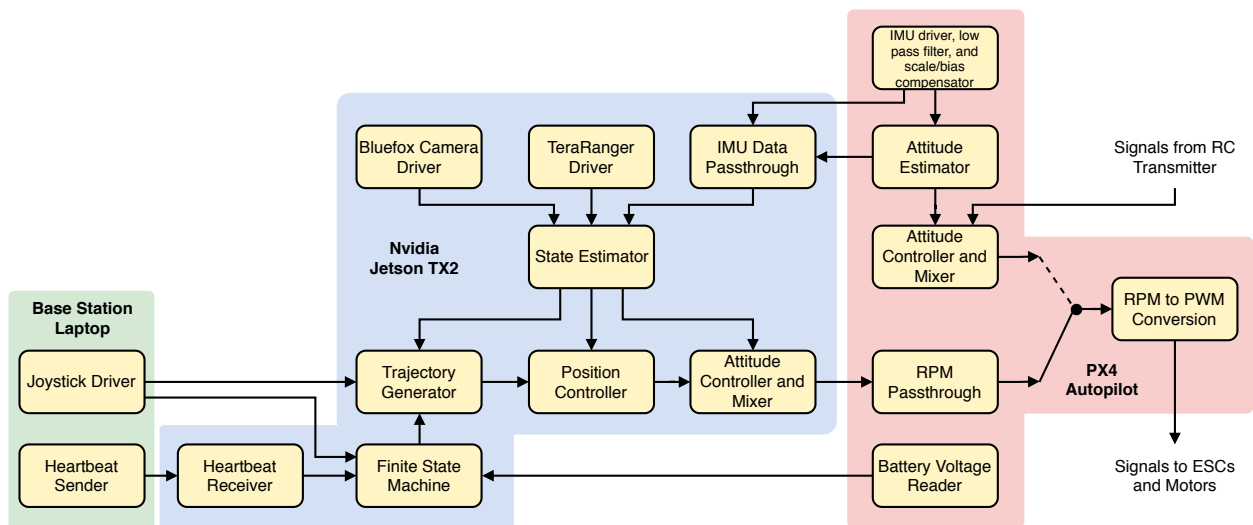 IMU driver, low
pass filter, and
scale/bias
compensator
Bluefox Camera
Driver
TeraRanger
Driver
IMU Data
Passthrough
Attitude
Estimator
Signals from RC
Transmitter
Nvidia
Jetson TX2
State Estimator
Attitude
Controller and
Mixer
RPM to PWM
Conversion
Base Station
Laptop
Joystick Driver
Trajectory
Generator
Position
Controller
Attitude
Controller and
Mixer
RPM
Passthrough
PX4
Autopilot
Heartbeat
Sender
Heartbeat
Receiver
Finite State
Machine
Battery Voltage
Reader
Signals to ESCs
and Motors